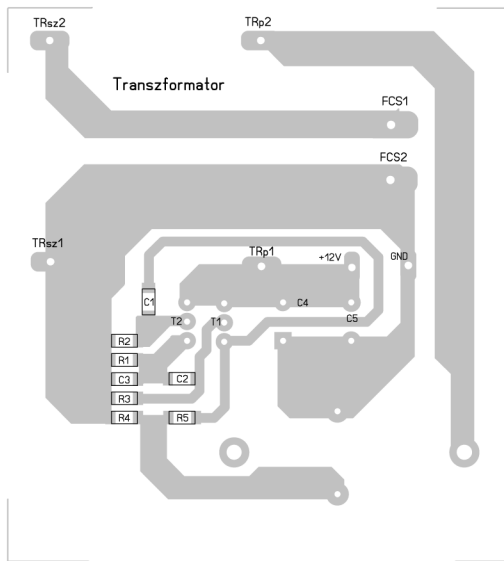 TRsz2
TRp2
Transzformator
FCS1
FCS2
TRsz1
TRp1
+12V
GND
C1
C4
T2
T1
C5
R2
R1
C3
C2
R3
R4
R5